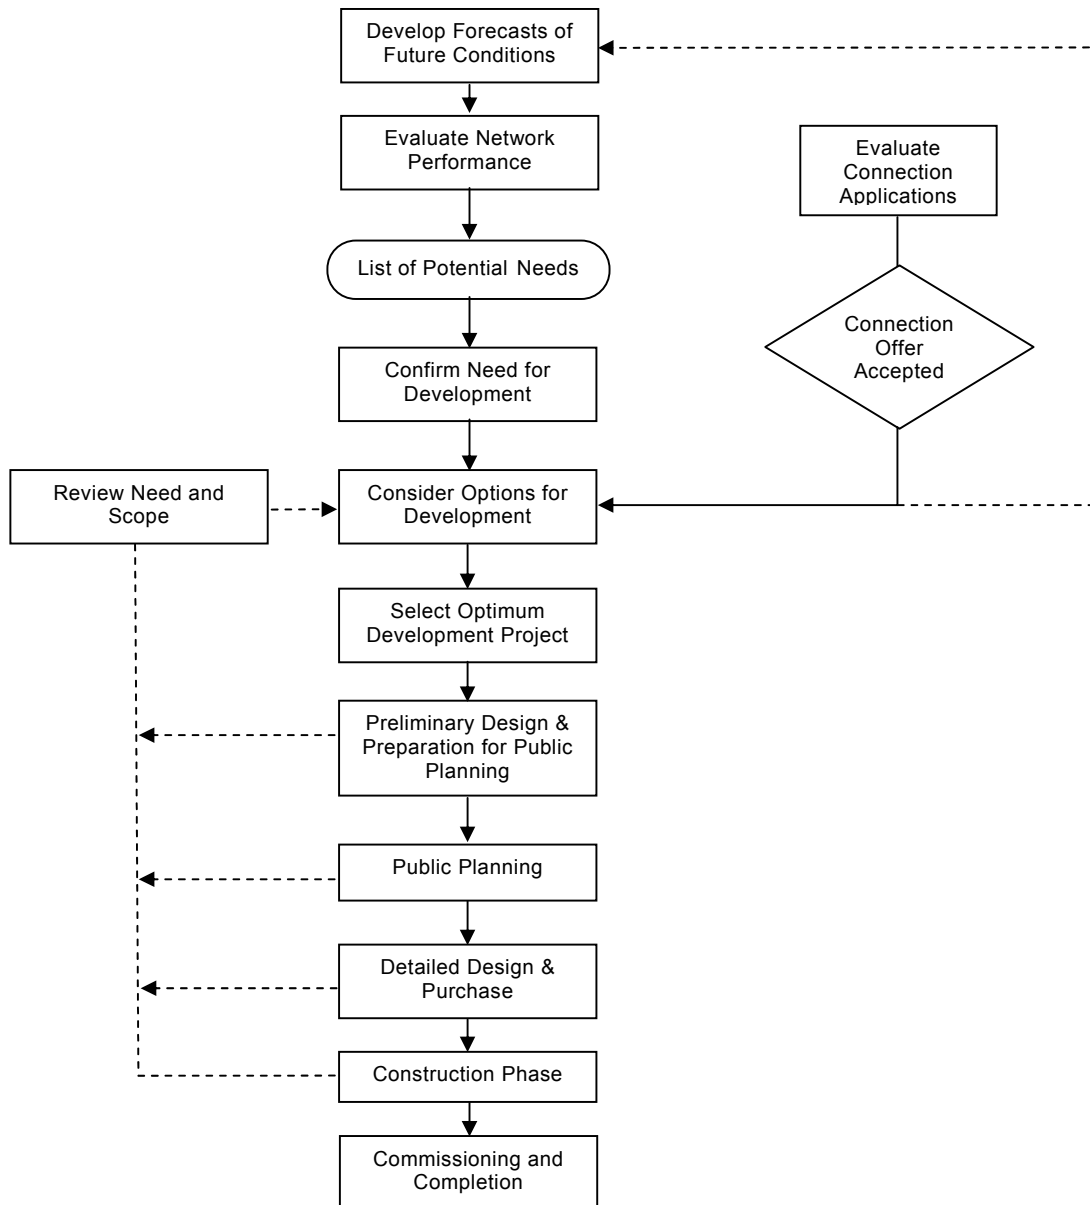 Develop Forecasts of
Future Conditions
Evaluate Network
Performance
Evaluate
Connection
Applications
List of Potential Needs
Connection
Offer
Accepted
Confirm Need for
Development
Review Need and
Scope
Consider Options for
Development
Select Optimum
Development Project
Preliminary Design &
Preparation for Public
Planning
Public Planning
Detailed Design &
Purchase
Construction Phase
Commissioning and
Completion